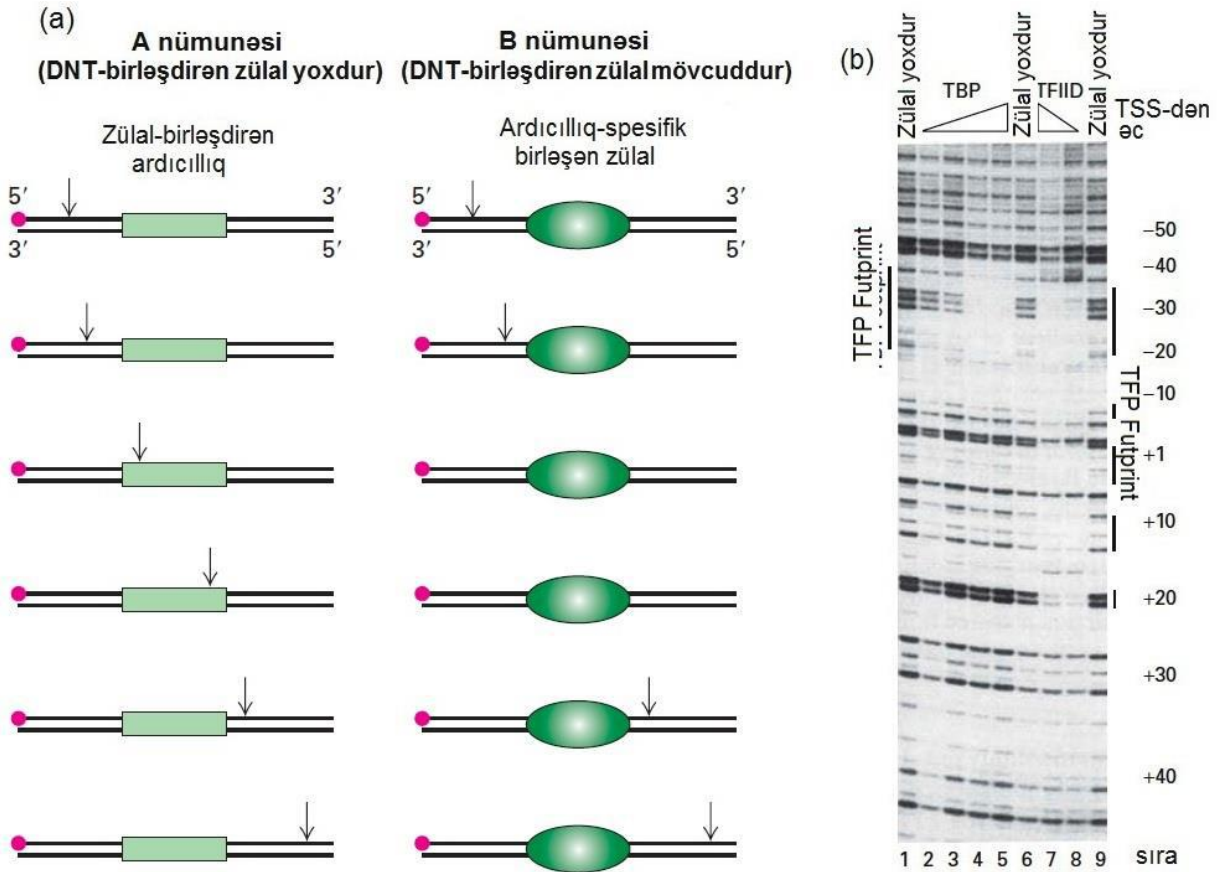 (a)
A nümunəsi
(DNT-birləşdirən zülal yoxdur)
Zülal-birləşdirən
ardıcıllıq
5′ 3′
3′ 5′
B nümunəsi
(DNT-birləşdirən zülal mövcuddur)
Ardıcıllıq-spesifik
birləşən zülal
5′ 3′
3′ 5′
(b)
Zülal yoxdur
TBP
Zülal yoxdur
TFIID
Zülal yoxdur
TSS-dən
əc
TFP Futprint
−50
−40
−30
−20
−10
+1
+10
+20
+30
+40
TFP Futprint
1 2 3 4 5 6 7 8 9 sıra